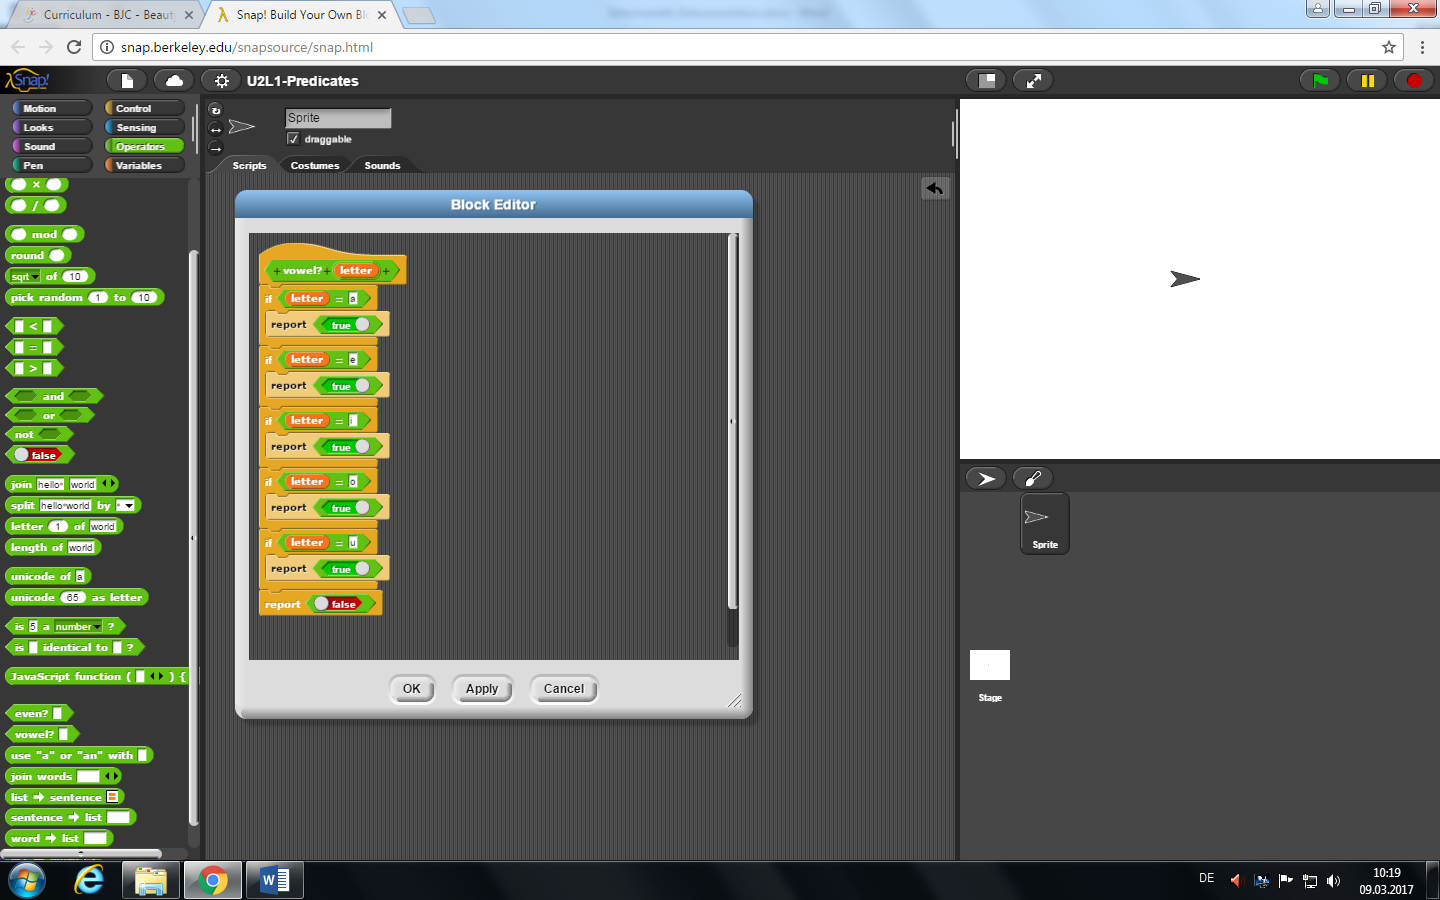 Curriculum - BJC - Beaut
Snap! Build Your Own Bl
snap.berkeley.edu/snapsource/snap.html
Snap!
U2L1-Predicates
Motion
Control
Looks
Sensing
Sound
Operators
Pen
Variables
×
/
mod
round
sqrt of 10
pick random 1 to 10
<
=
>
and
or
not
false
join hello world
split hello world by
letter 1 of world
length of world
unicode of a
unicode 65 as letter
is 5 a number ?
is identical to ?
JavaScript function ( ) {
even?
vowel?
use "a" or "an" with
join words
list ➔ sentence
sentence ➔ list
word ➔ list
Sprite
draggable
Scripts
Costumes
Sounds
Block Editor
+ vowel? + letter +
if letter = a
report true
if letter = e
report true
if letter = i
report true
if letter = o
report true
if letter = u
report true
report false
OK
Apply
Cancel
Sprite
Stage
DE
10:19
09.03.2017